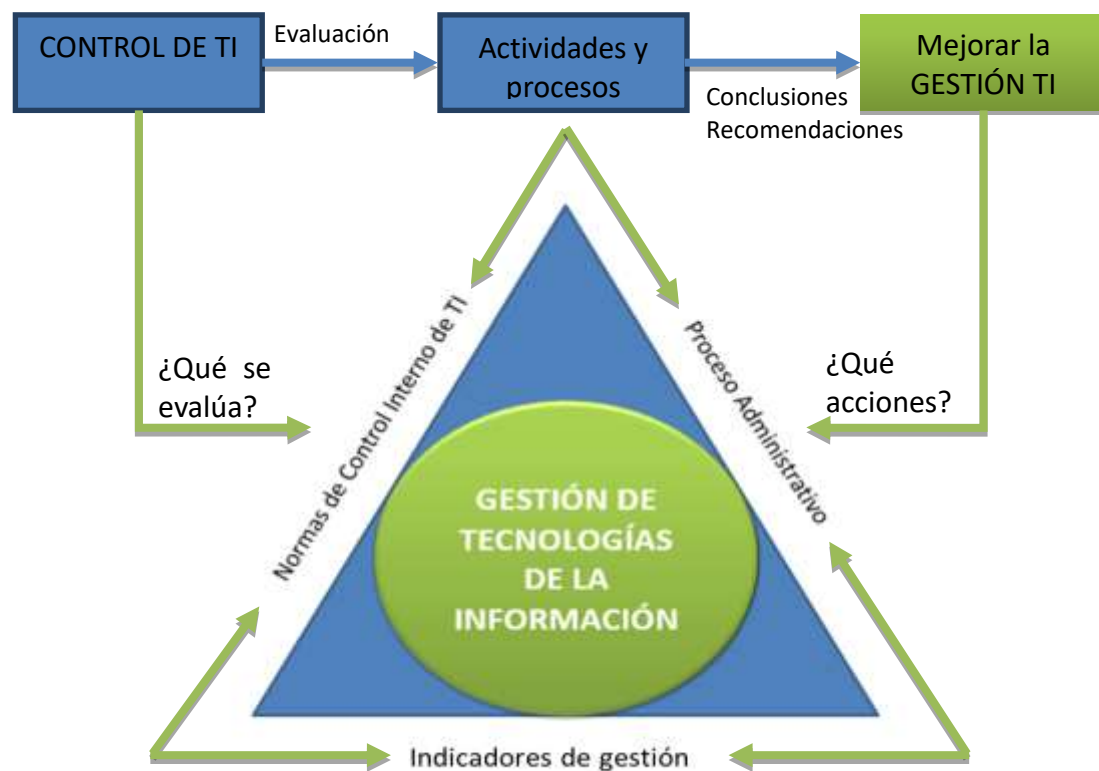 CONTROL DE TI
Evaluación
Actividades y
procesos
Mejorar la
GESTIÓN TI
Conclusiones
Recomendaciones
¿Qué se
evalúa?
Normas de Control Interno de TI
Proceso Administrativo
¿Qué
acciones?
GESTIÓN DE
TECNOLOGÍAS
DE LA
INFORMACIÓN
Indicadores de gestión